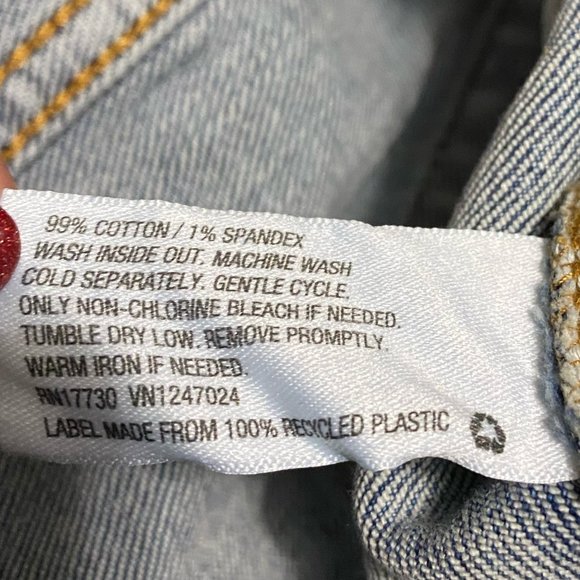 99% COTTON / 1% SPANDEX
WASH INSIDE OUT. MACHINE WASH
COLD SEPARATELY. GENTLE CYCLE.
ONLY NON-CHLORINE BLEACH IF NEEDED.
TUMBLE DRY LOW. REMOVE PROMPTLY.
WARM IRON IF NEEDED.
RN17730 VN1247024
LABEL MADE FROM 100% RECYCLED PLASTIC